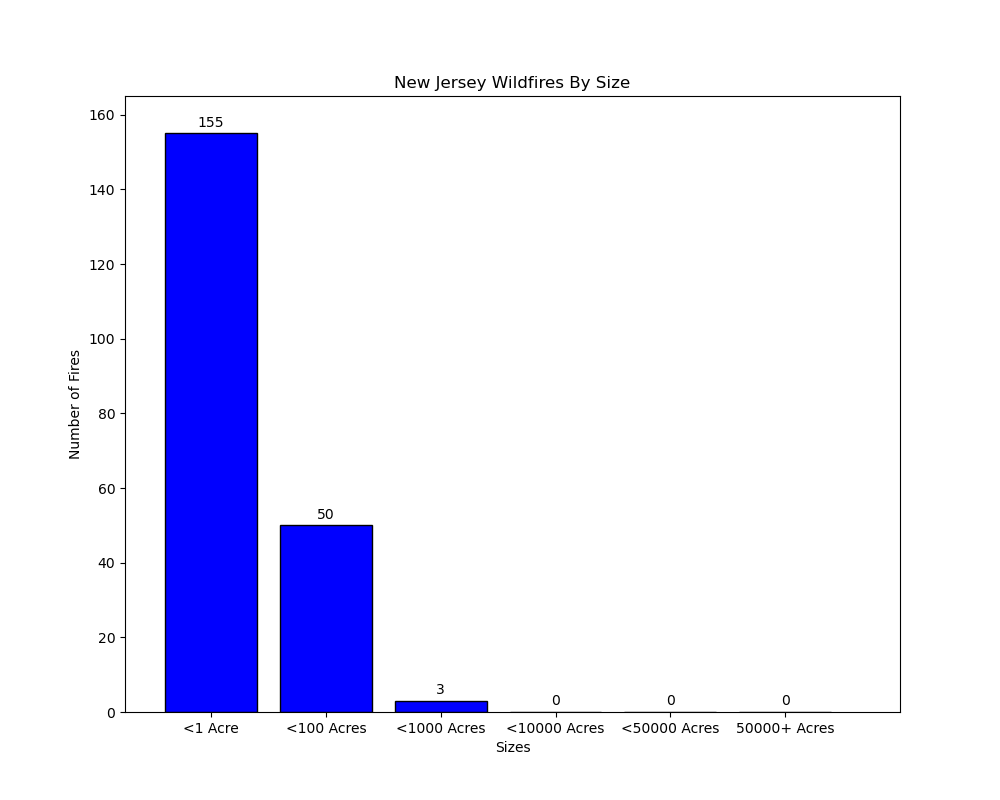 New Jersey Wildfires By Size
160
140
120
100
80
60
40
20
0
Number of Fires
155
50
3
0
0
0
<1 Acre
<100 Acres
<1000 Acres
<10000 Acres
<50000 Acres
50000+ Acres
Sizes